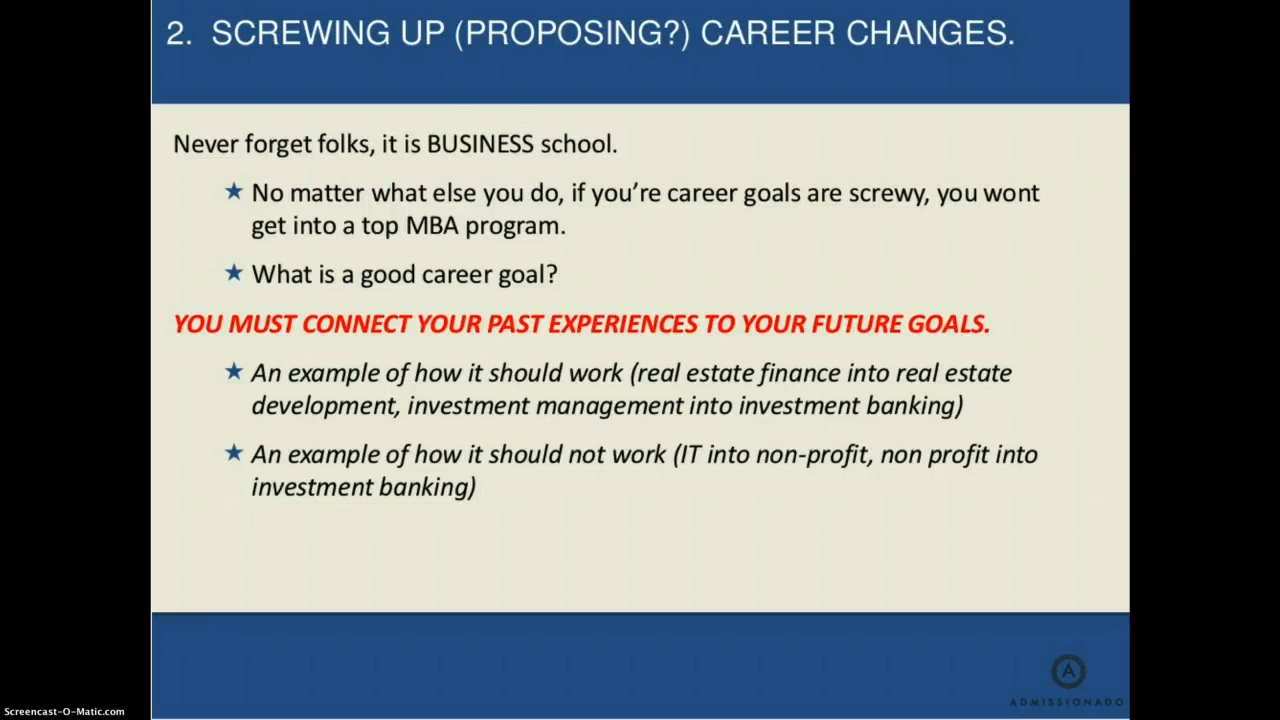 2. SCREWING UP (PROPOSING?) CAREER CHANGES.
Never forget folks, it is BUSINESS school.
★ No matter what else you do, if you’re career goals are screwy, you wont
get into a top MBA program.
★ What is a good career goal?
YOU MUST CONNECT YOUR PAST EXPERIENCES TO YOUR FUTURE GOALS.
★ An example of how it should work (real estate finance into real estate
development, investment management into investment banking)
★ An example of how it should not work (IT into non-profit, non profit into
investment banking)
A
ADMISSIONADO
Screencast-O-Matic.com